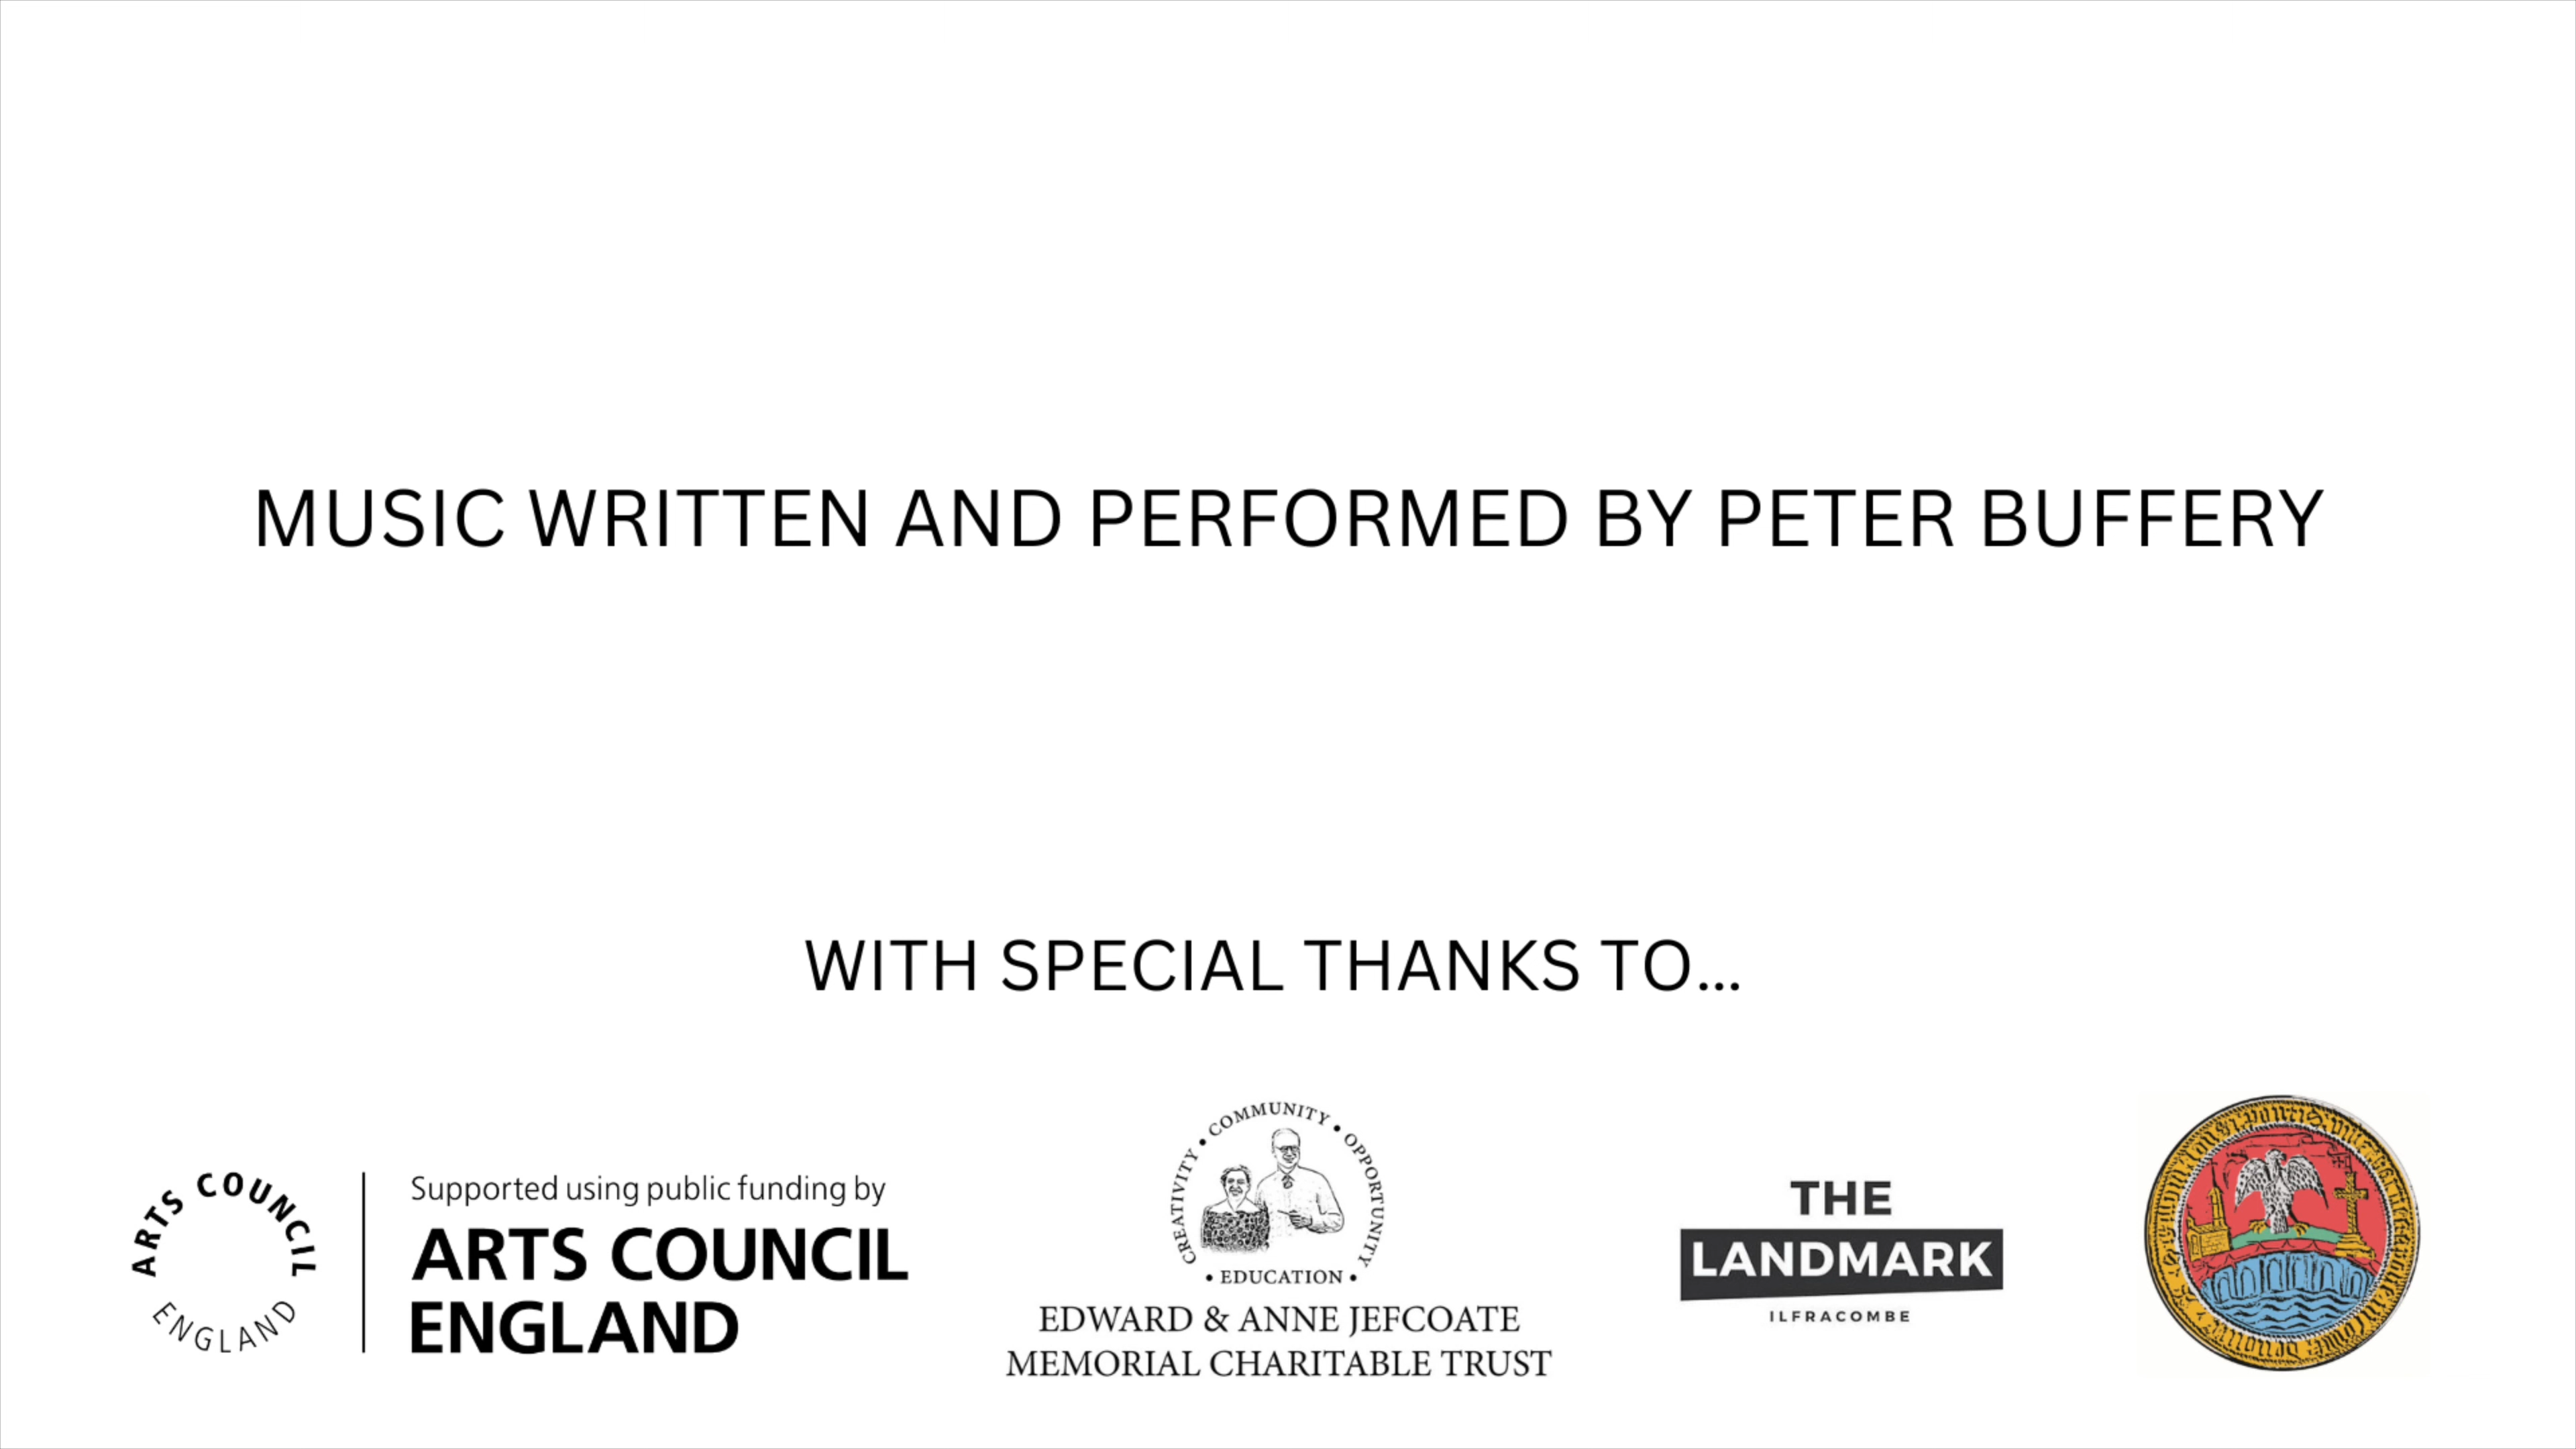 MUSIC WRITTEN AND PERFORMED BY PETER BUFFERY
WITH SPECIAL THANKS TO...
ARTS COUNCIL
ENGLAND
Supported using public funding by
ARTS COUNCIL
ENGLAND
CREATIVITY • COMMUNITY • OPPORTUNITY
• EDUCATION •
EDWARD & ANNE JEFCOATE
MEMORIAL CHARITABLE TRUST
THE
LANDMARK
ILFRACOMBE